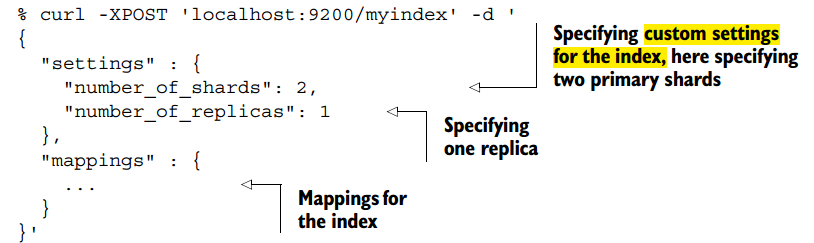 % curl -XPOST 'localhost:9200/myindex' -d '
{
"settings" : {
"number_of_shards": 2,
"number_of_replicas": 1
},
"mappings" : {
...
}
}'
Specifying custom settings
for the index, here specifying
two primary shards
Specifying
one replica
Mappings for
the index